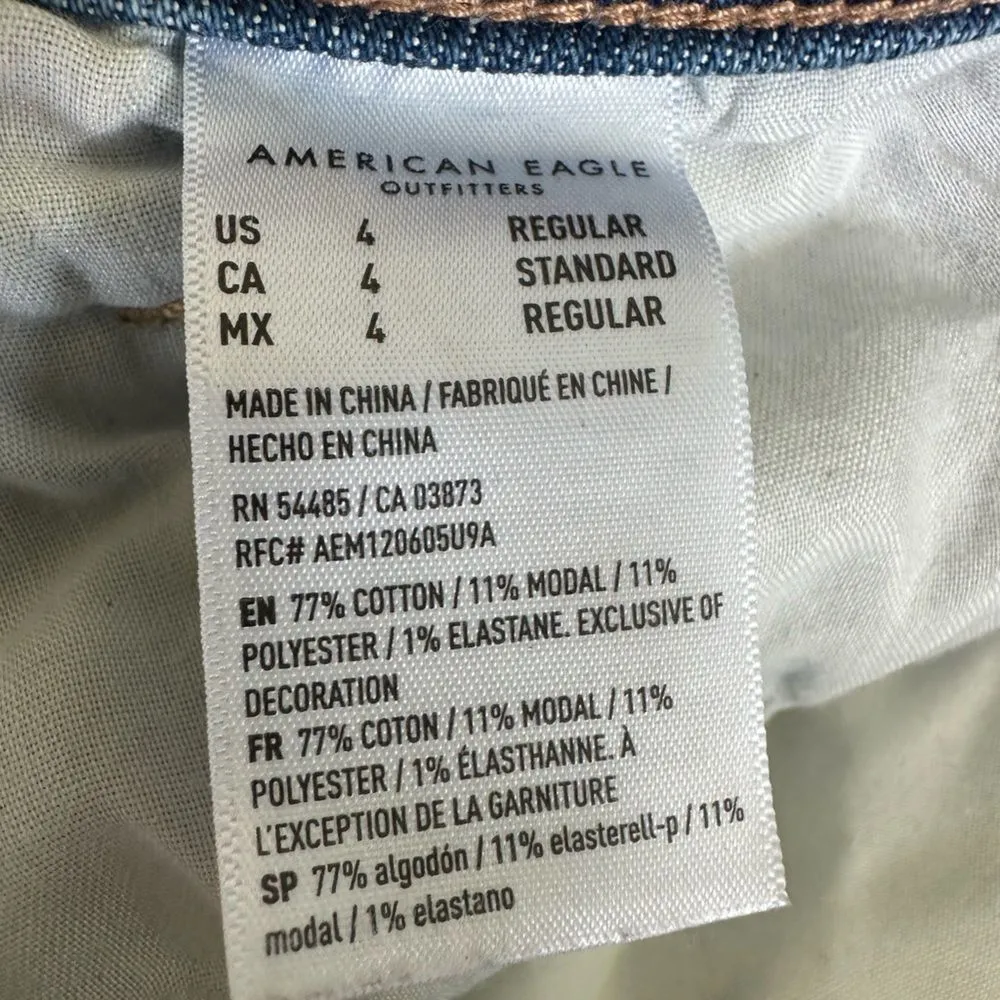 AMERICAN EAGLE
OUTFITTERS
US 4 REGULAR
CA 4 STANDARD
MX 4 REGULAR
MADE IN CHINA / FABRIQUÉ EN CHINE /
HECHO EN CHINA
RN 54485 / CA 03873
RFC# AEM120605U9A
EN 77% COTTON / 11% MODAL / 11%
POLYESTER / 1% ELASTANE. EXCLUSIVE OF
DECORATION
FR 77% COTON / 11% MODAL / 11%
POLYESTER / 1% ÉLASTHANNE. À
L'EXCEPTION DE LA GARNITURE
SP 77% algodón / 11% elasterell-p / 11%
modal / 1% elastano